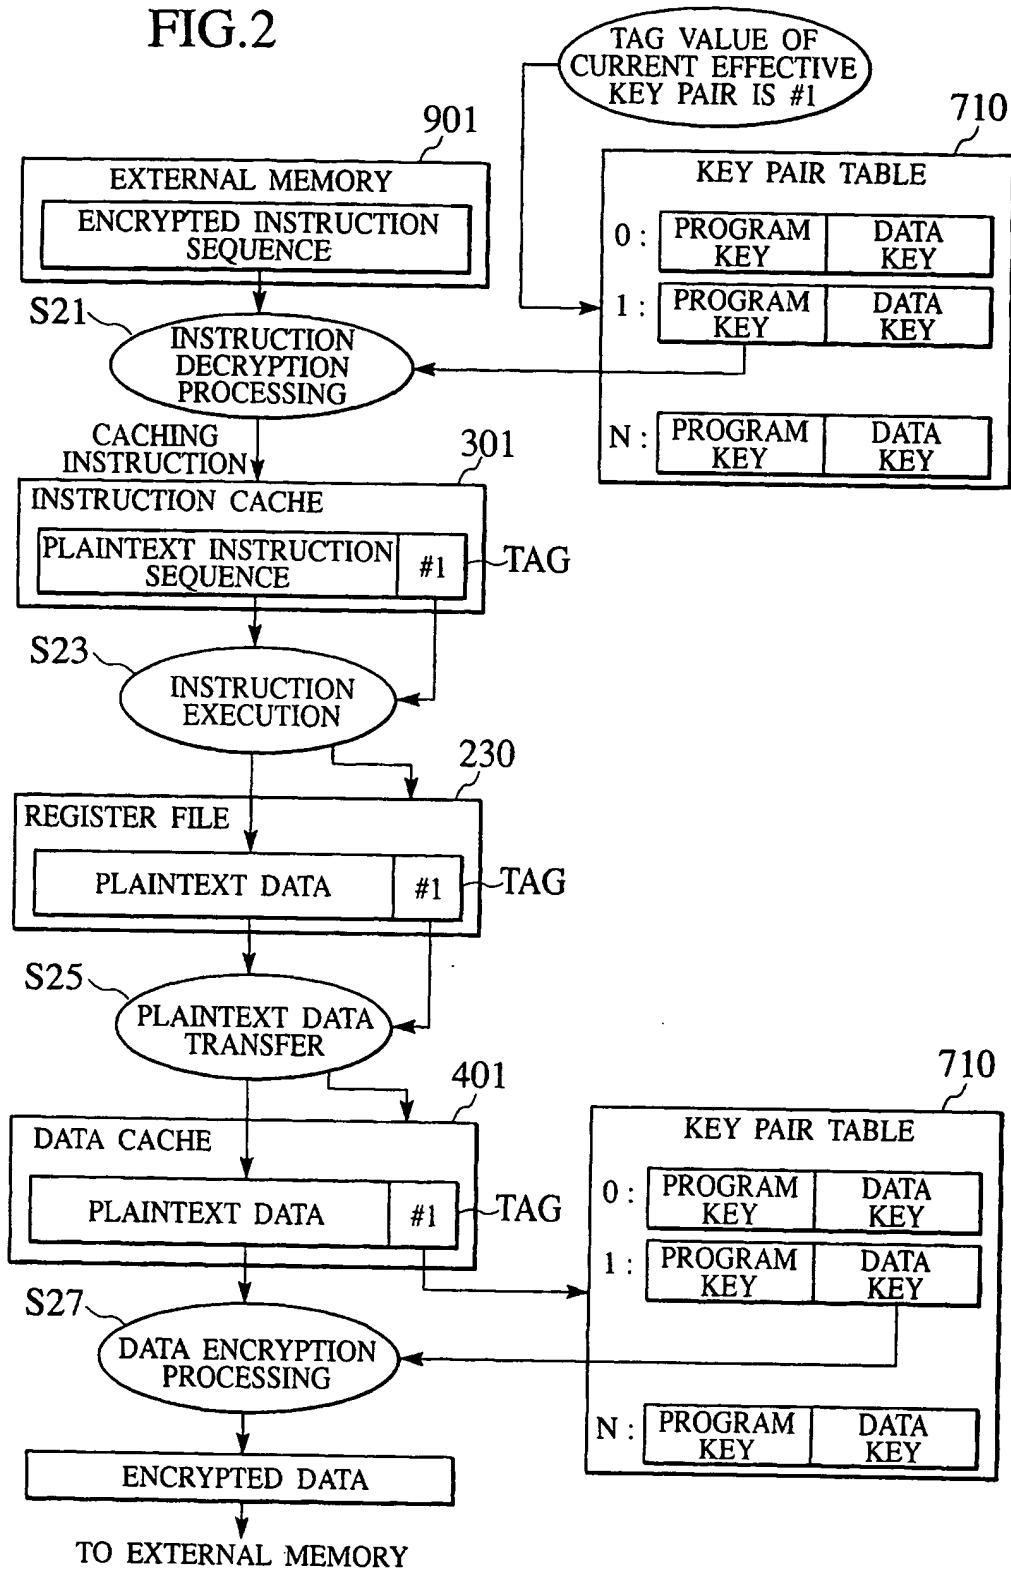 FIG.2
TAG VALUE OF
CURRENT EFFECTIVE
KEY PAIR IS #1
901
710
EXTERNAL MEMORY
ENCRYPTED INSTRUCTION
SEQUENCE
KEY PAIR TABLE
0 : PROGRAM KEY DATA KEY
1 : PROGRAM KEY DATA KEY
N : PROGRAM KEY DATA KEY
S21
INSTRUCTION
DECRYPTION
PROCESSING
CACHING
INSTRUCTION
301
INSTRUCTION CACHE
PLAINTEXT INSTRUCTION
SEQUENCE
#1
TAG
S23
INSTRUCTION
EXECUTION
230
REGISTER FILE
PLAINTEXT DATA
#1
TAG
S25
PLAINTEXT DATA
TRANSFER
401
DATA CACHE
PLAINTEXT DATA
#1
TAG
710
KEY PAIR TABLE
0 : PROGRAM KEY DATA KEY
1 : PROGRAM KEY DATA KEY
N : PROGRAM KEY DATA KEY
S27
DATA ENCRYPTION
PROCESSING
ENCRYPTED DATA
TO EXTERNAL MEMORY